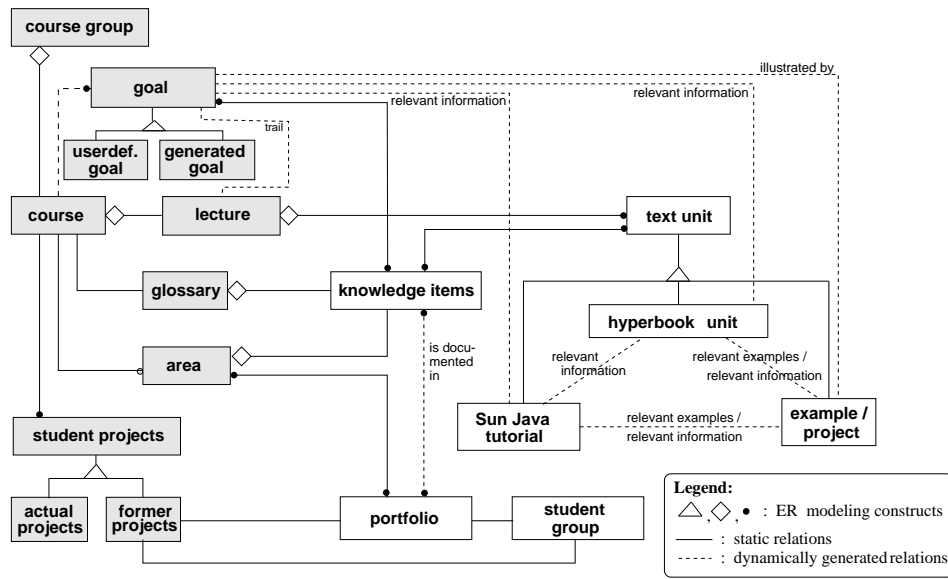 course group
illustrated by
goal
relevant information
relevant information
trail
userdef.
goal
generated
goal
course
lecture
text unit
glossary
knowledge items
hyperbook unit
is docu-
mented
in
relevant
information
relevant examples /
relevant information
area
Sun Java
tutorial
relevant examples /
relevant information
example /
project
student projects
actual
projects
former
projects
portfolio
student
group
Legend:
, , : ER modeling constructs
: static relations
: dynamically generated relations